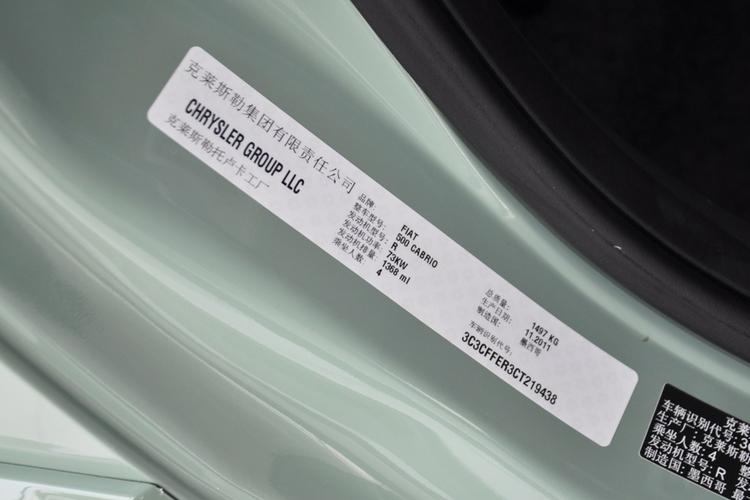 克莱斯勒集团有限责任公司
CHRYSLER GROUP LLC
克莱斯勒托卢卡工厂
品牌: FIAT
整车型号: 500 CABRIO
发动机型号: R
发动机功率: 73KW
发动机排量: 1368 ml
乘坐人数: 4
总质量: 1497 KG
生产日期: 11.2011
制造国: 墨西哥
车辆识别代号:
3C3CFFER3CT219438
克莱
车辆识别代号: 3C
生产厂: 克莱斯勒
乘坐人数: 4
发动机型号: R
制造国: 墨西哥